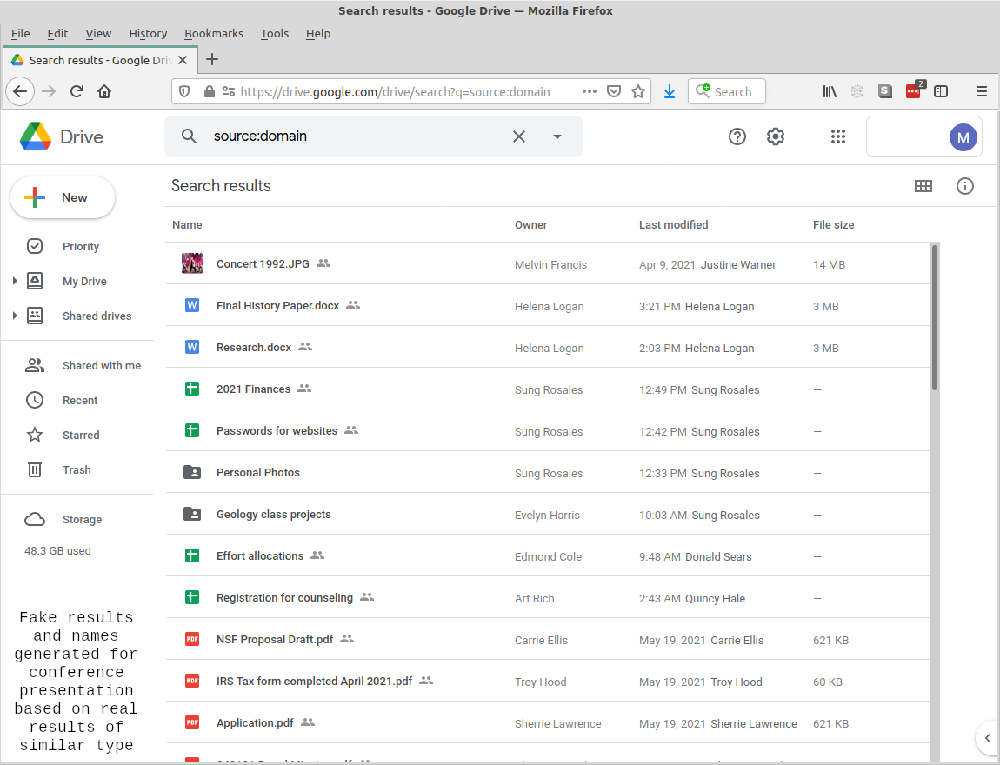 Search results - Google Drive — Mozilla Firefox
File Edit View History Bookmarks Tools Help
Search results - Google Driv
https://drive.google.com/drive/search?q=source:domain Search 2
Drive source:domain M
New Search results
Name Owner Last modified File size
Priority
My Drive
Shared drives
Shared with me
Recent
Starred
Trash
Storage
48.3 GB used
Fake results
and names
generated for
conference
presentation
based on real
results of
similar type
Concert 1992.JPG Melvin Francis Apr 9, 2021 Justine Warner 14 MB
W Final History Paper.docx Helena Logan 3:21 PM Helena Logan 3 MB
W Research.docx Helena Logan 2:03 PM Helena Logan 3 MB
2021 Finances Sung Rosales 12:49 PM Sung Rosales —
Passwords for websites Sung Rosales 12:42 PM Sung Rosales —
Personal Photos Sung Rosales 12:33 PM Sung Rosales —
Geology class projects Evelyn Harris 10:03 AM Sung Rosales —
Effort allocations Edmond Cole 9:48 AM Donald Sears —
Registration for counseling Art Rich 2:43 AM Quincy Hale —
PDF NSF Proposal Draft.pdf Carrie Ellis May 19, 2021 Carrie Ellis 621 KB
PDF IRS Tax form completed April 2021.pdf Troy Hood May 19, 2021 Troy Hood 60 KB
PDF Application.pdf Sherrie Lawrence May 19, 2021 Sherrie Lawrence 621 KB